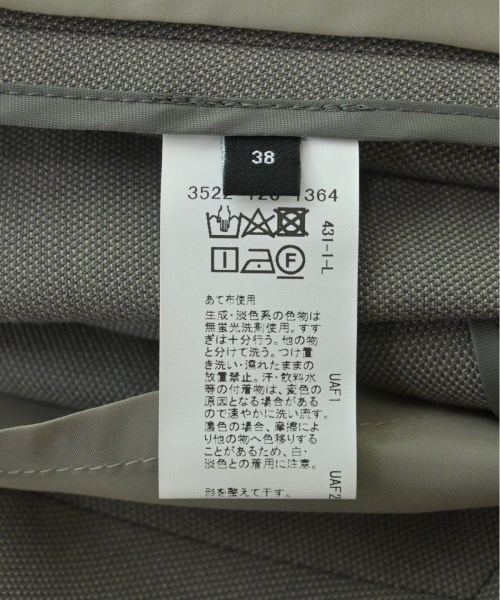 38
3522 126 1364
431-1-L
F
あて布使用
生成・淡色系の色物は
無蛍光洗剤使用。すす
ぎは十分行う。他の物
と分けて洗う。つけ置
き洗い・濡れたままの
放置禁止。汗・飲料水
等の付着物は、変色の
原因となる場合がある
ので速やかに洗い流す。
濃色の場合、摩擦によ
り他の物へ色移りする
ことがあるため、白・
淡色との着用に注意。
形を整えて干す。
UAF1
UAF2